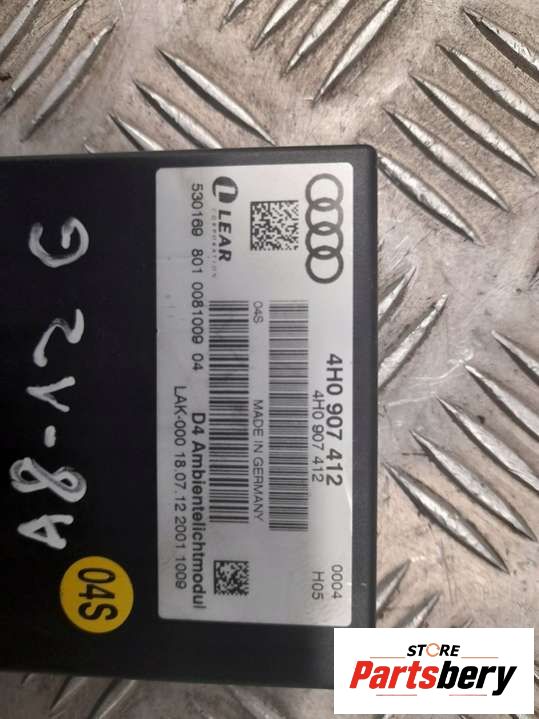 4H0 907 412
4H0 907 412
0004
H05
04S
MADE IN GERMANY
LEAR
CORPORATION
530169 801 0081009 04
D4 Ambientelichtmodul
LAK-000 18.07.12 2001 1009
04S
A8-12 G
STORE
Partsbery